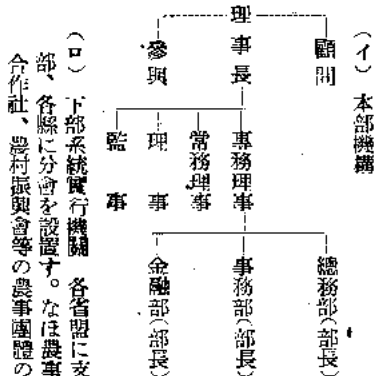 （イ）　本部機構
顧問
理事長
參與
專務理事
常務理事
理事
監事
總務部（部長）
事務部（部長）
金融部（部長）
（ロ）　下部系統實行機關　各省盟に支
部、各縣に分會を設置す。なほ農事
合作社、農村振興會等の農事團體の